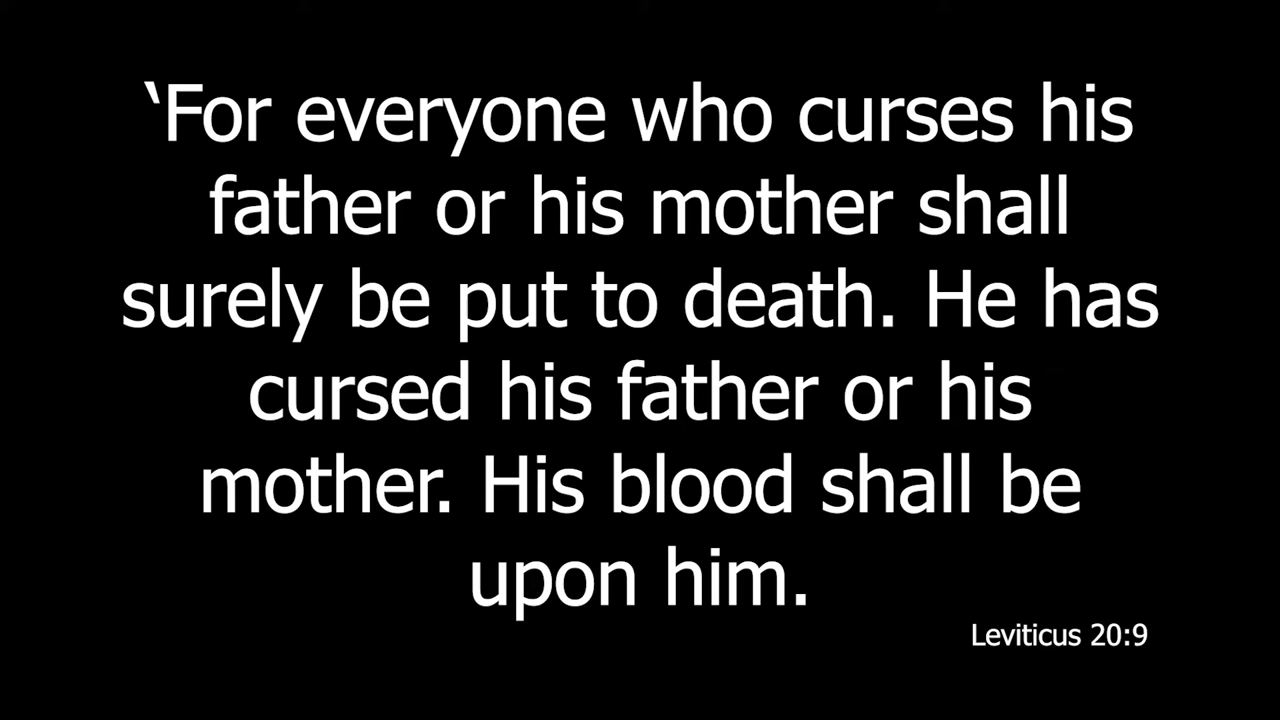 ‘For everyone who curses his
father or his mother shall
surely be put to death. He has
cursed his father or his
mother. His blood shall be
upon him.
Leviticus 20:9